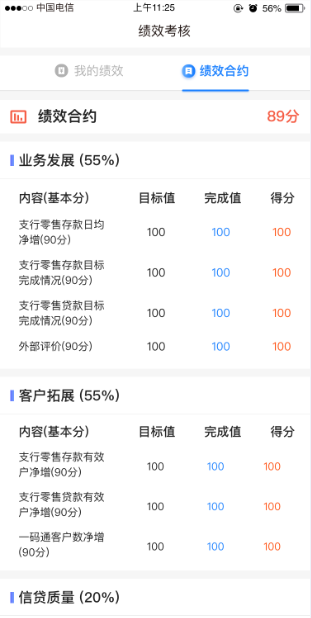 中国电信 上午11:25 56%
绩效考核
我的绩效 绩效合约
绩效合约 89分
业务发展 (55%)
内容(基本分) 目标值 完成值 得分
支行零售存款日均
净增(90分) 100 100 100
支行零售存款目标
完成情况(90分) 100 100 100
支行零售贷款目标
完成情况(90分) 100 100 100
外部评价(90分) 100 100 100
客户拓展 (55%)
内容(基本分) 目标值 完成值 得分
支行零售存款有效
户净增(90分) 100 100 100
支行零售贷款有效
户净增(90分) 100 100 100
一码通客户数净增
(90分) 100 100 100
信贷质量 (20%)